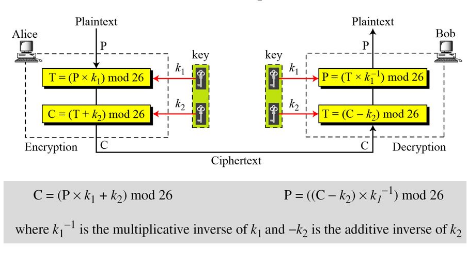 Plaintext
Plaintext
Alice
Bob
P
key
key
P
T = (P × k₁) mod 26
k₁
k₁
P = (T × k₁⁻¹) mod 26
C = (T + k₂) mod 26
k₂
k₂
T = (C − k₂) mod 26
Encryption
C
C
Decryption
Ciphertext
C = (P × k₁ + k₂) mod 26
P = ((C − k₂) × k₁⁻¹) mod 26
where k₁⁻¹ is the multiplicative inverse of k₁ and −k₂ is the additive inverse of k₂